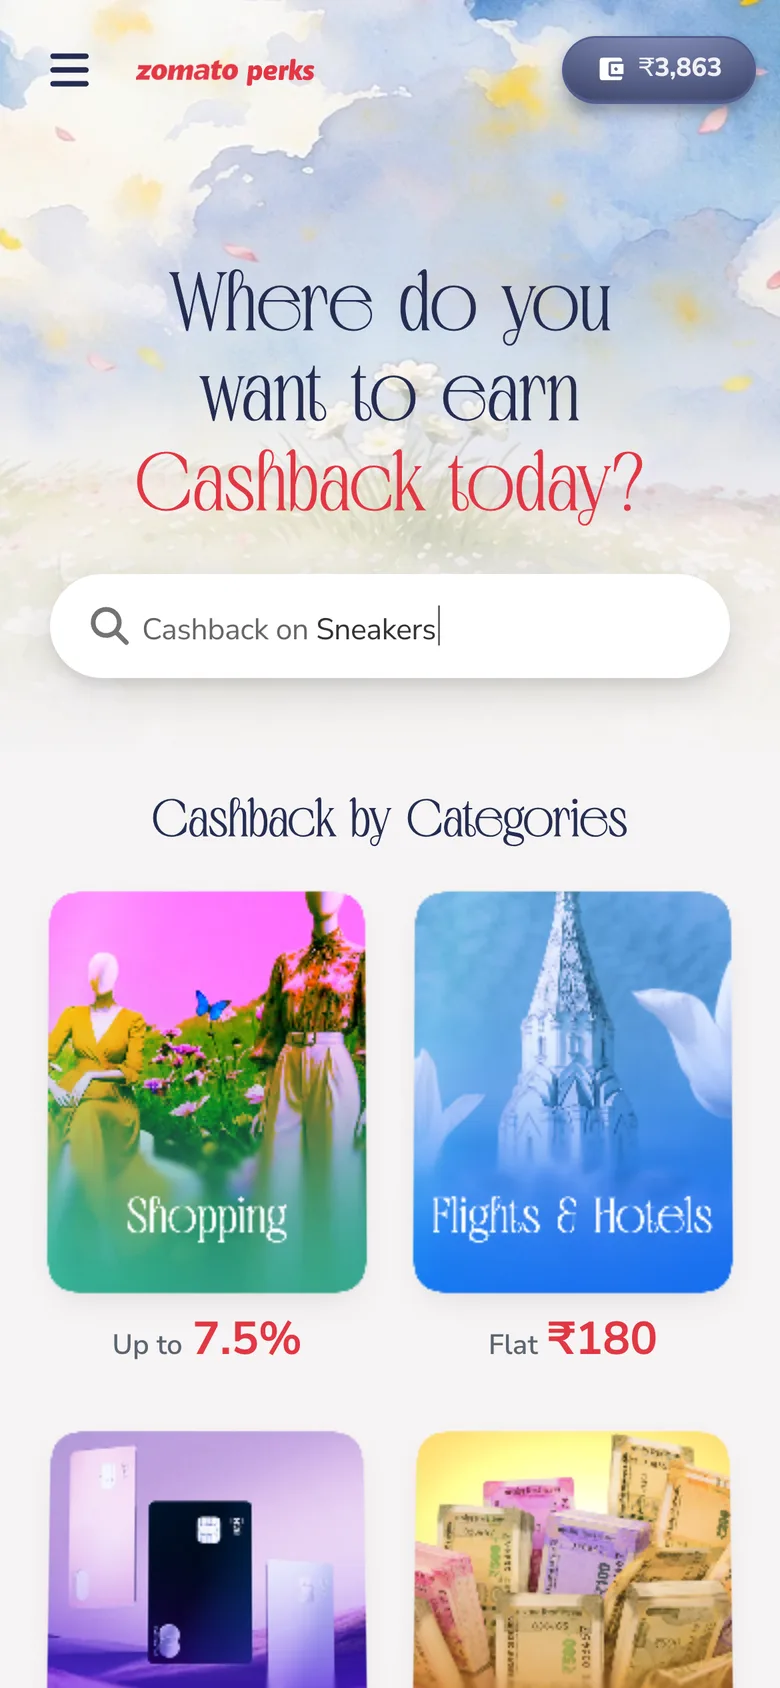 zomato perks
₹3,863
Where do you
want to earn
Cashback today?
Cashback on Sneakers
Cashback by Categories
Shopping
Flights & Hotels
Up to 7.5%
Flat ₹180